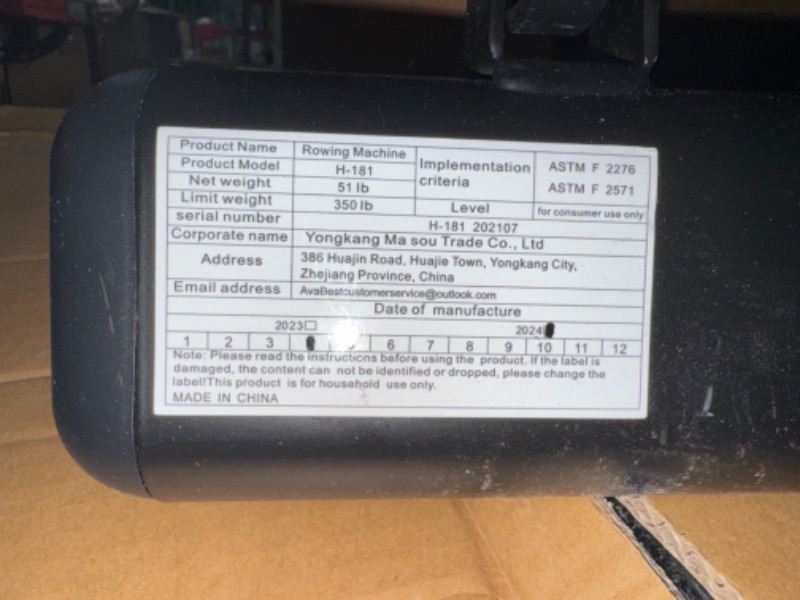 Product Name Rowing Machine
Product Model H-181
Net weight 51 lb
Limit weight 350 lb
Implementation criteria ASTM F 2276
ASTM F 2571
Level for consumer use only
serial number H-181 202107
Corporate name Yongkang Ma sou Trade Co., Ltd
Address 386 Huajin Road, Huajie Town, Yongkang City,
Zhejiang Province, China
Email address AvaBestcustomerservice@outlook.com
Date of manufacture
2023☐ 2024
1 2 3 6 7 8 9 10 11 12
Note: Please read the instructions before using the product. If the label is
damaged, the content can not be identified or dropped, please change the
label!This product is for household use only.
MADE IN CHINA